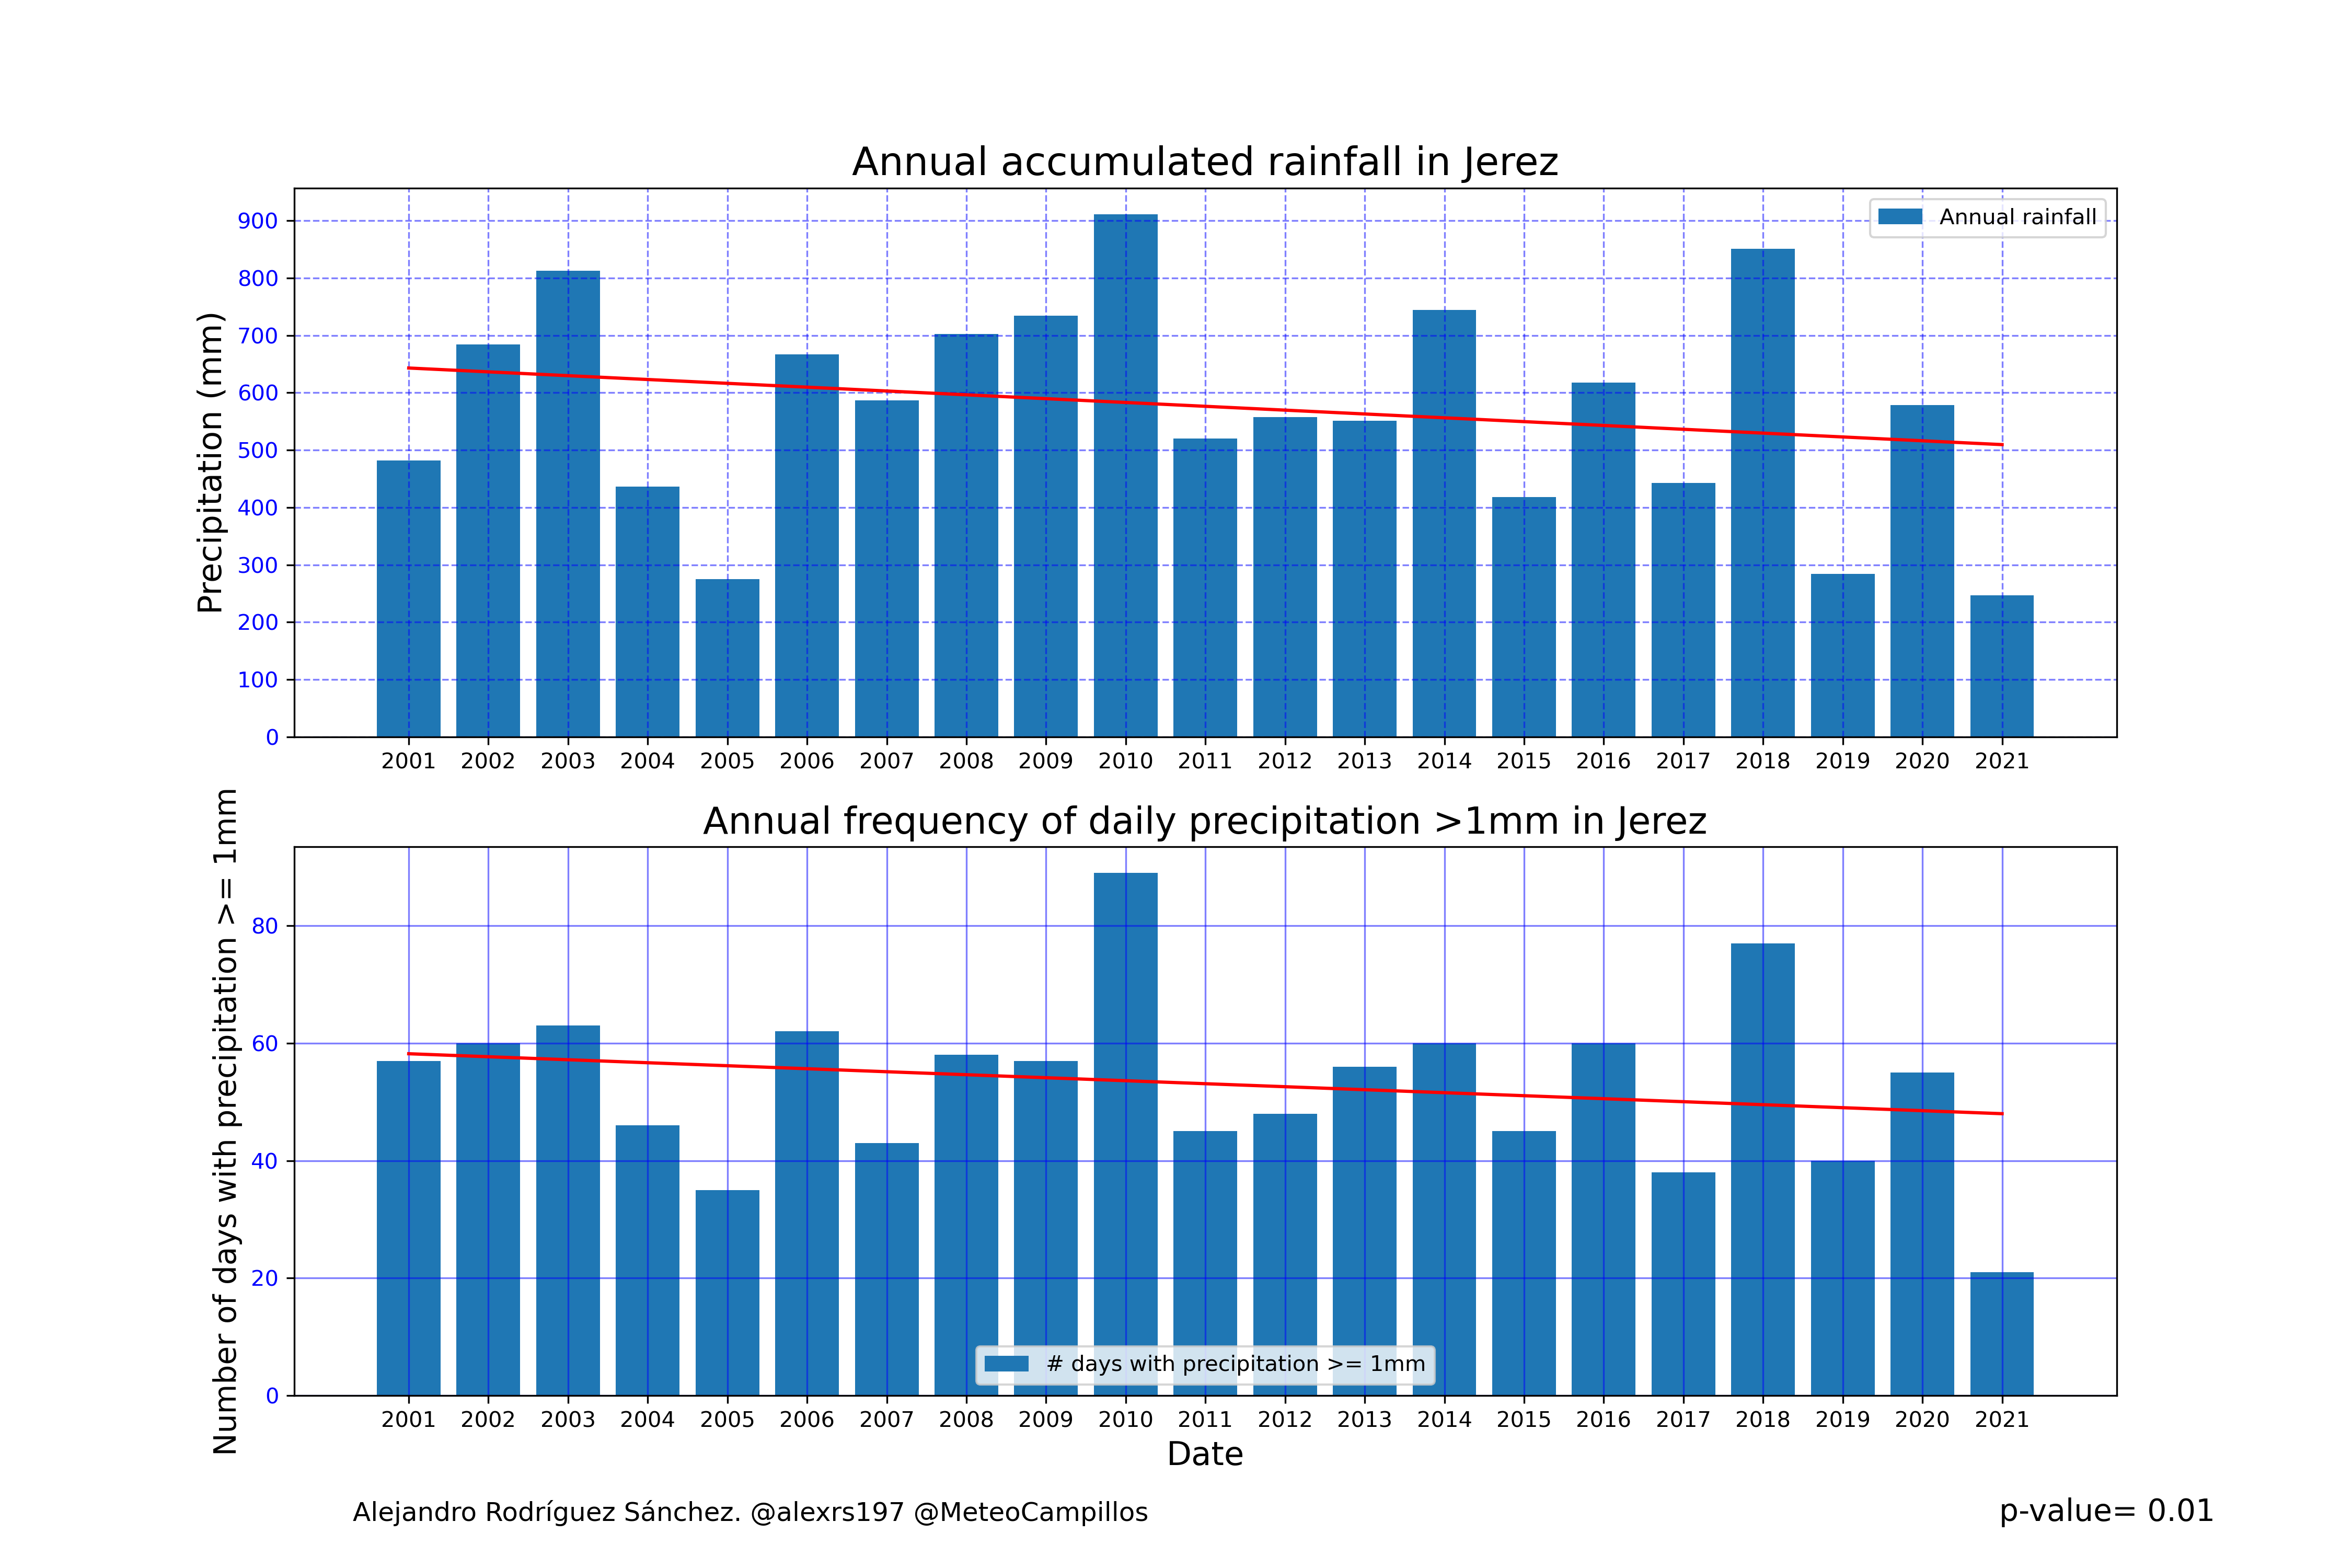 Annual accumulated rainfall in Jerez
Precipitation (mm)
900
800
700
600
500
400
300
200
100
0
Annual rainfall
2001 2002 2003 2004 2005 2006 2007 2008 2009 2010 2011 2012 2013 2014 2015 2016 2017 2018 2019 2020 2021
Annual frequency of daily precipitation >1mm in Jerez
Number of days with precipitation >= 1mm
80
60
40
20
0
# days with precipitation >= 1mm
2001 2002 2003 2004 2005 2006 2007 2008 2009 2010 2011 2012 2013 2014 2015 2016 2017 2018 2019 2020 2021
Date
Alejandro Rodríguez Sánchez. @alexrs197 @MeteoCampillos
p-value= 0.01